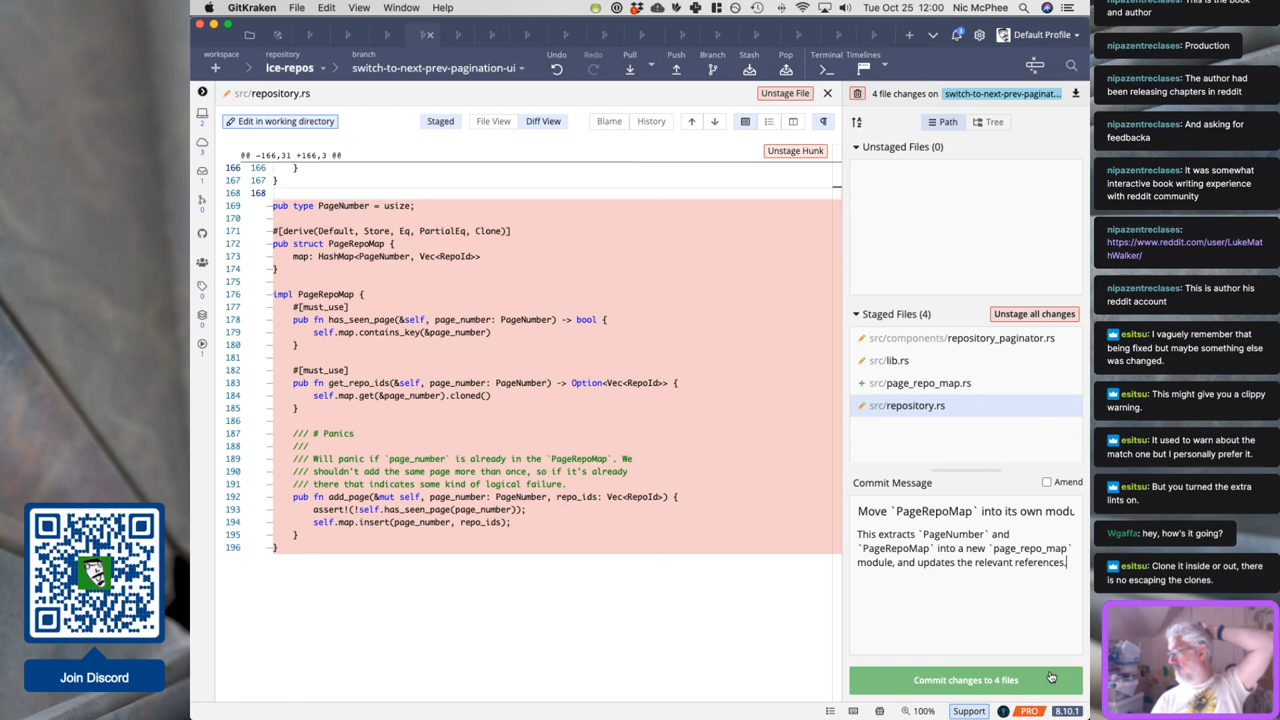 GitKraken File Edit View Window Help Tue Oct 25 12:00 Nic McPhee
Default Profile
workspace repository branch
Ice-repos switch-to-next-prev-pagination-ui
Undo Redo Pull Push Branch Stash Pop Terminal Timelines
src/repository.rs Unstage File
Edit in working directory Staged File View Diff View Blame History
@@ -166,31 +166,3 @@ Unstage Hunk
166 166 }
167 167 }
168 168
169 – pub type PageNumber = usize;
170 –
171 – #[derive(Default, Store, Eq, PartialEq, Clone)]
172 – pub struct PageRepoMap {
173 – map: HashMap<PageNumber, Vec<RepoId>>
174 – }
175 –
176 – impl PageRepoMap {
177 – #[must_use]
178 – pub fn has_seen_page(&self, page_number: PageNumber) -> bool {
179 – self.map.contains_key(&page_number)
180 – }
181 –
182 – #[must_use]
183 – pub fn get_repo_ids(&self, page_number: PageNumber) -> Option<Vec<RepoId>> {
184 – self.map.get(&page_number).cloned()
185 – }
186 –
187 – /// # Panics
188 – ///
189 – /// Will panic if `page_number` is already in the `PageRepoMap`. We
190 – /// shouldn't add the same page more than once, so if it's already
191 – /// there that indicates some kind of logical failure.
192 – pub fn add_page(&mut self, page_number: PageNumber, repo_ids: Vec<RepoId>) {
193 – assert!(!self.has_seen_page(page_number));
194 – self.map.insert(page_number, repo_ids);
195 – }
196 – }
2
3
1
0
0
0
1
4 file changes on switch-to-next-prev-paginat...
Path Tree
Unstaged Files (0)
Staged Files (4) Unstage all changes
src/components/repository_paginator.rs
src/lib.rs
src/page_repo_map.rs
src/repository.rs
Commit Message Amend
Move `PageRepoMap` into its own modu
This extracts `PageNumber` and
`PageRepoMap` into a new `page_repo_map`
module, and updates the relevant references.
Commit changes to 4 files
100% Support PRO 8.10.1
nipazentreclases: This is the book
and author
nipazentreclases: Production
nipazentreclases: The author had
been releasing chapters in reddit
nipazentreclases: And asking for
feedbacka
nipazentreclases: It was somewhat
interactive book writing experience
with reddit community
nipazentreclases:
https://www.reddit.com/user/LukeMat
hWalker/
nipazentreclases: This is author his
reddit account
esitsu: I vaguely remember that
being fixed but maybe something else
was changed.
esitsu: This might give you a clippy
warning.
esitsu: It used to warn about the
match one but I personally prefer it.
esitsu: But you turned the extra
lints on.
Wgaffa: hey, how's it going?
esitsu: Clone it inside or out, there
is no escaping the clones.
Join Discord